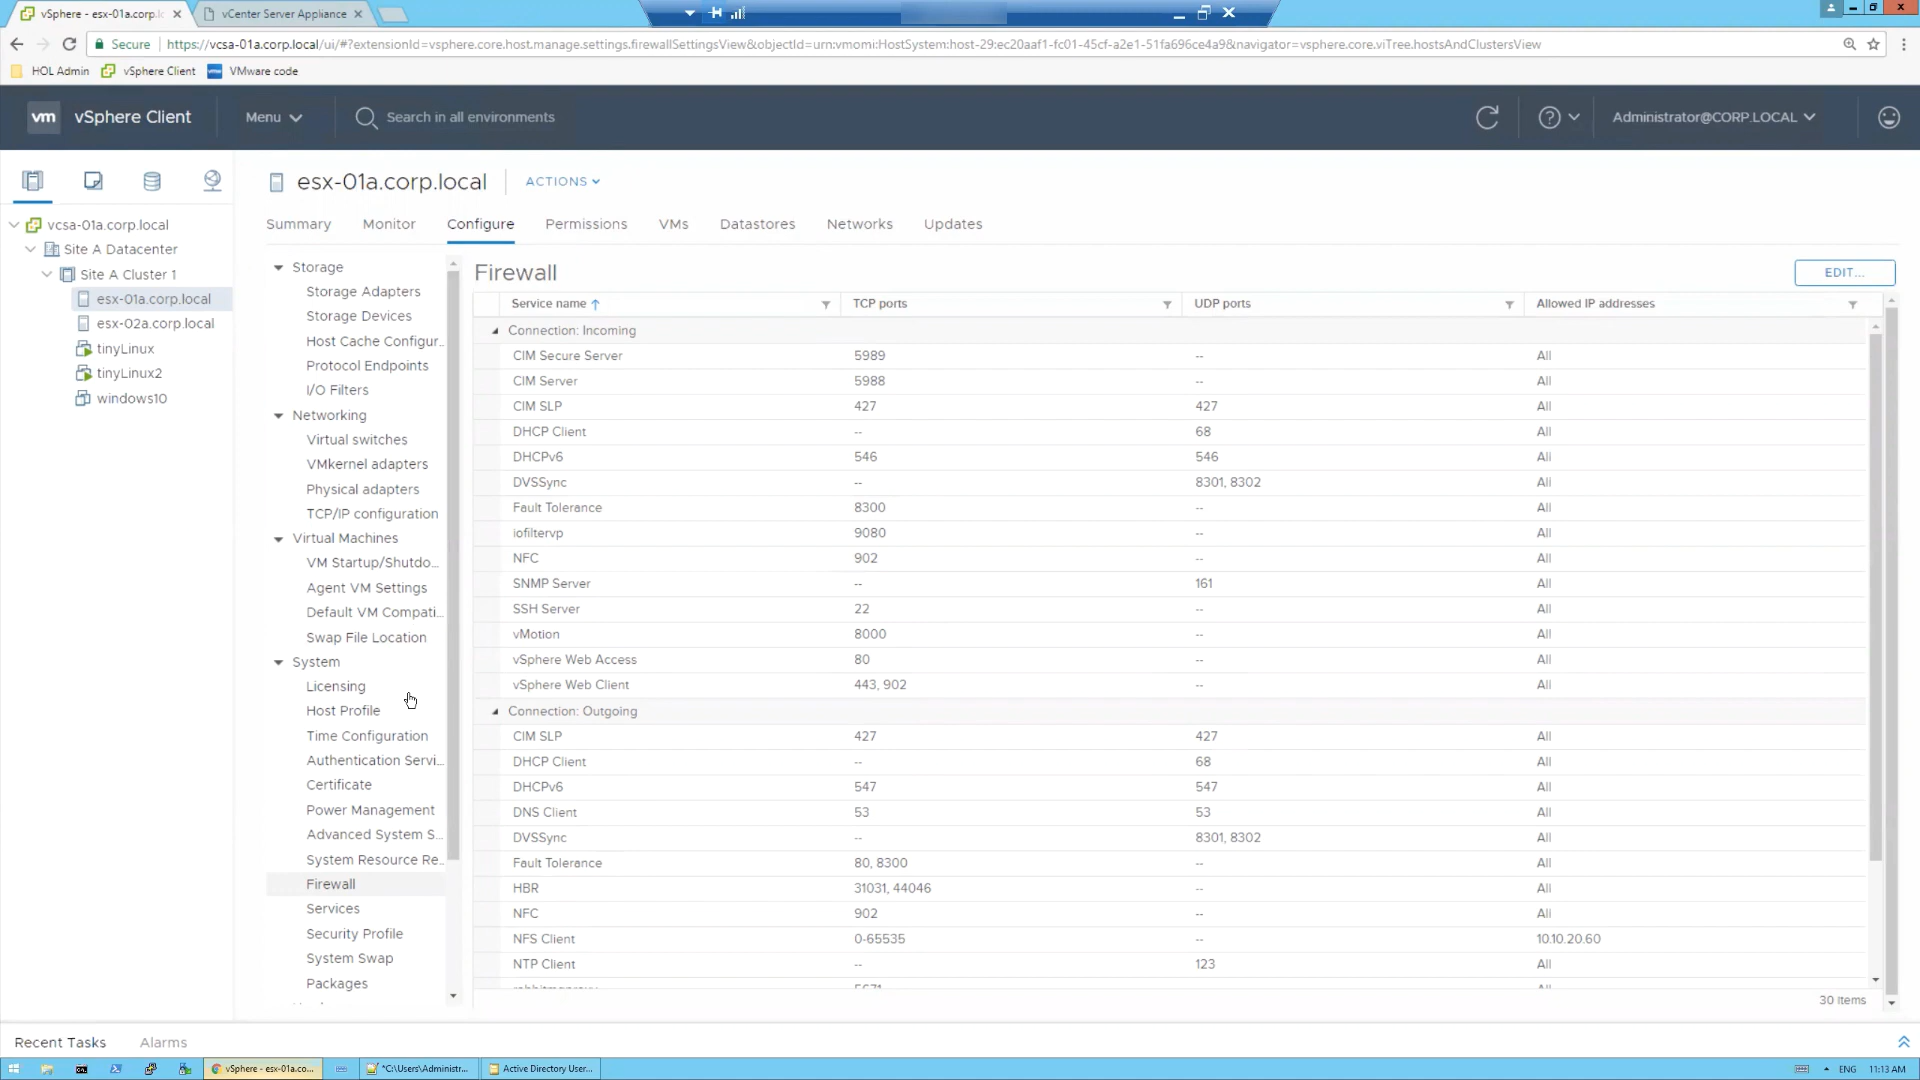 vSphere - esx-01a.corp.l
vCenter Server Appliance
Secure
https://vcsa-01a.corp.local/ui/#?extensionId=vsphere.core.host.manage.settings.firewallSettingsView&objectId=urn:vmomi:HostSystem:host-29:ec20aaf1-fc01-45cf-a2e1-51fa696ce4a9&navigator=vsphere.core.viTree.hostsAndClustersView
HOL Admin
vSphere Client
VMware code
vm
vSphere Client
Menu
Search in all environments
Administrator@CORP.LOCAL
vcsa-01a.corp.local
Site A Datacenter
Site A Cluster 1
esx-01a.corp.local
esx-02a.corp.local
tinyLinux
tinyLinux2
windows10
esx-01a.corp.local
ACTIONS
Summary
Monitor
Configure
Permissions
VMs
Datastores
Networks
Updates
Storage
Storage Adapters
Storage Devices
Host Cache Configur...
Protocol Endpoints
I/O Filters
Networking
Virtual switches
VMkernel adapters
Physical adapters
TCP/IP configuration
Virtual Machines
VM Startup/Shutdo...
Agent VM Settings
Default VM Compati...
Swap File Location
System
Licensing
Host Profile
Time Configuration
Authentication Servi...
Certificate
Power Management
Advanced System S...
System Resource Re...
Firewall
Services
Security Profile
System Swap
Packages
Firewall
EDIT...
Service name TCP ports UDP ports Allowed IP addresses
Connection: Incoming
CIM Secure Server 5989 -- All
CIM Server 5988 -- All
CIM SLP 427 427 All
DHCP Client -- 68 All
DHCPv6 546 546 All
DVSSync -- 8301, 8302 All
Fault Tolerance 8300 -- All
iofiltervp 9080 -- All
NFC 902 -- All
SNMP Server -- 161 All
SSH Server 22 -- All
vMotion 8000 -- All
vSphere Web Access 80 -- All
vSphere Web Client 443, 902 -- All
Connection: Outgoing
CIM SLP 427 427 All
DHCP Client -- 68 All
DHCPv6 547 547 All
DNS Client 53 53 All
DVSSync -- 8301, 8302 All
Fault Tolerance 80, 8300 -- All
HBR 31031, 44046 -- All
NFC 902 -- All
NFS Client 0-65535 -- 10.10.20.60
NTP Client -- 123 All
30 items
Recent Tasks
Alarms
vSphere - esx-01a.co...
*C:\Users\Administr...
Active Directory User...
ENG
11:13 AM